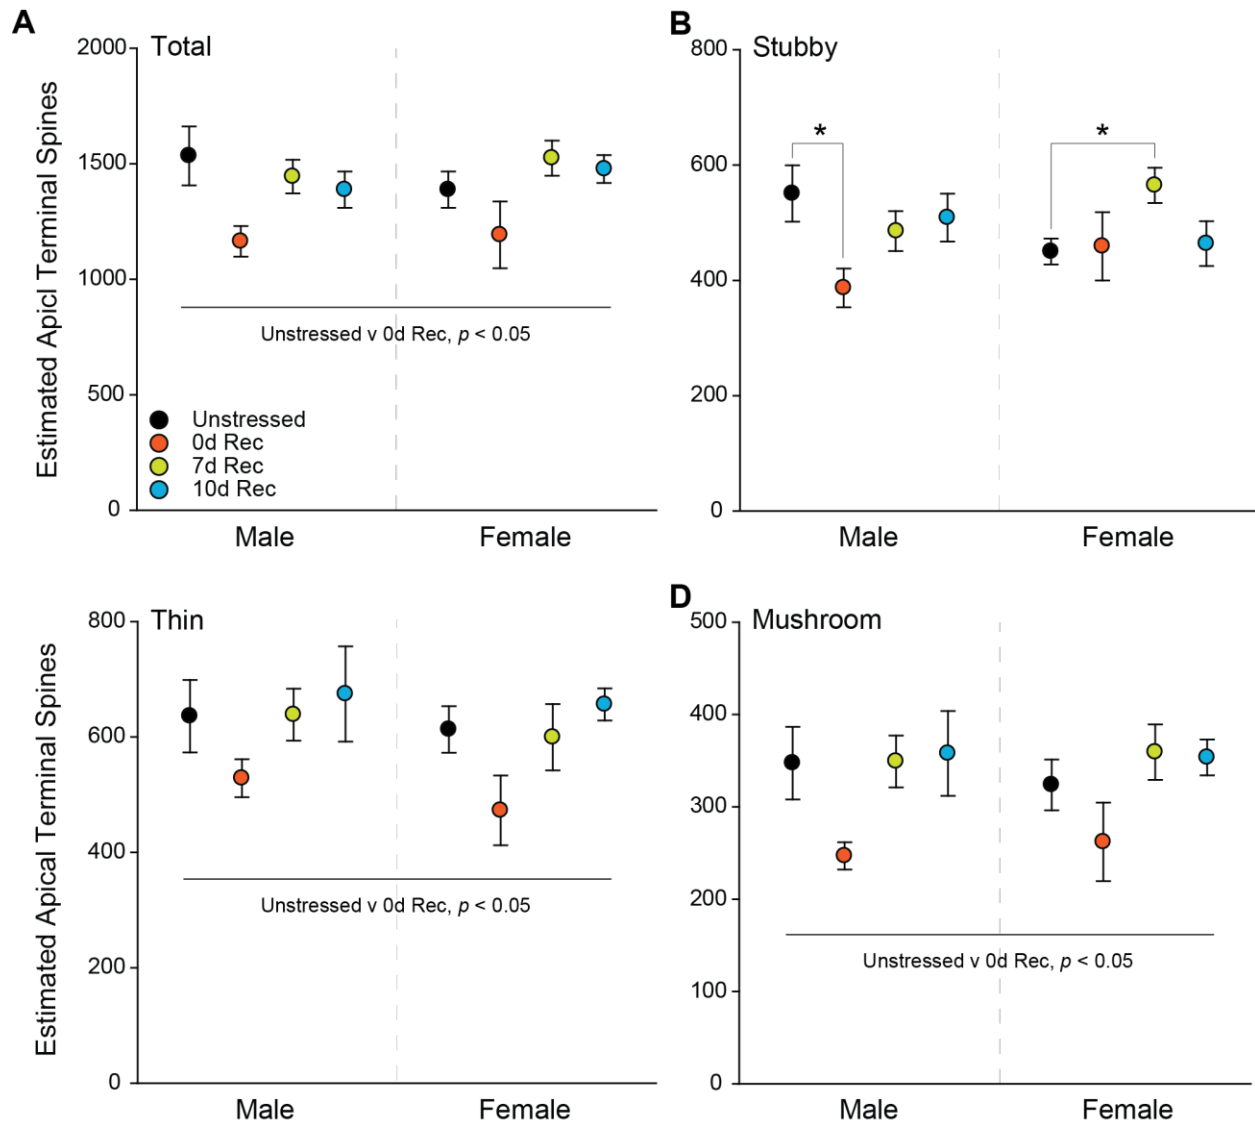 A
Total
Estimated Apicl Terminal Spines
2000
1500
1000
500
0
Unstressed v 0d Rec, p < 0.05
Unstressed
0d Rec
7d Rec
10d Rec
Male
Female
B
Stubby
800
600
400
200
0
*
*
Male
Female
Thin
Estimated Apical Terminal Spines
800
600
400
200
0
Unstressed v 0d Rec, p < 0.05
Male
Female
D
Mushroom
500
400
300
200
100
0
Unstressed v 0d Rec, p < 0.05
Male
Female